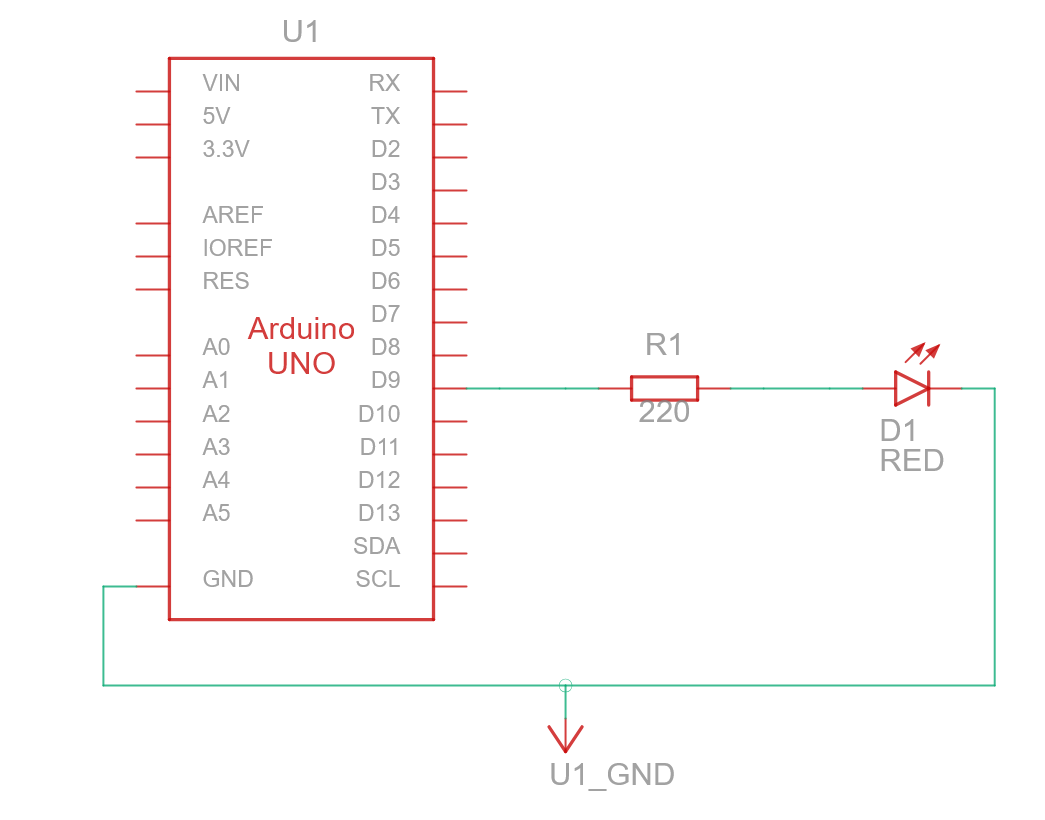 U1
VIN
5V
3.3V
AREF
IOREF
RES
A0
A1
A2
A3
A4
A5
GND
Arduino
UNO
RX
TX
D2
D3
D4
D5
D6
D7
D8
D9
D10
D11
D12
D13
SDA
SCL
R1
220
D1
RED
U1_GND